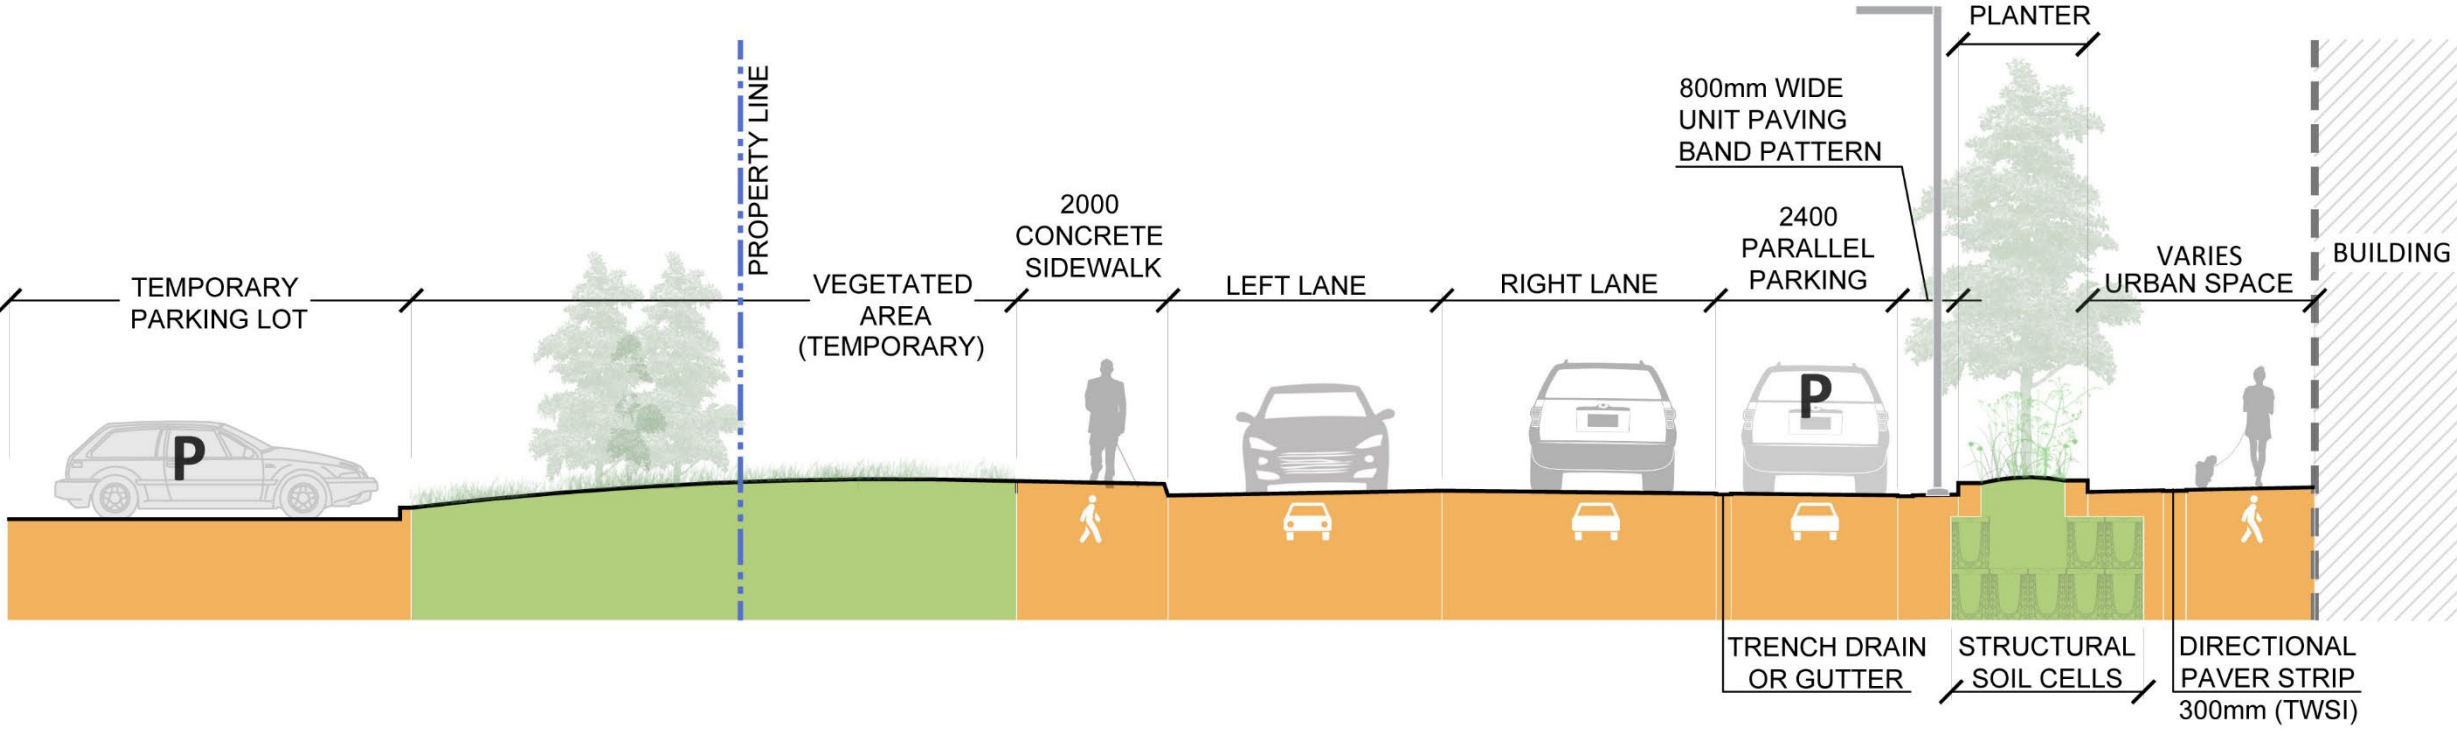 PLANTER
800mm WIDE
UNIT PAVING
BAND PATTERN
PROPERTY LINE
2000
CONCRETE
SIDEWALK
2400
PARALLEL
PARKING
TEMPORARY
PARKING LOT
VEGETATED
AREA
(TEMPORARY)
LEFT LANE
RIGHT LANE
VARIES
URBAN SPACE
BUILDING
P
P
TRENCH DRAIN
OR GUTTER
STRUCTURAL
SOIL CELLS
DIRECTIONAL
PAVER STRIP
300mm (TWSI)